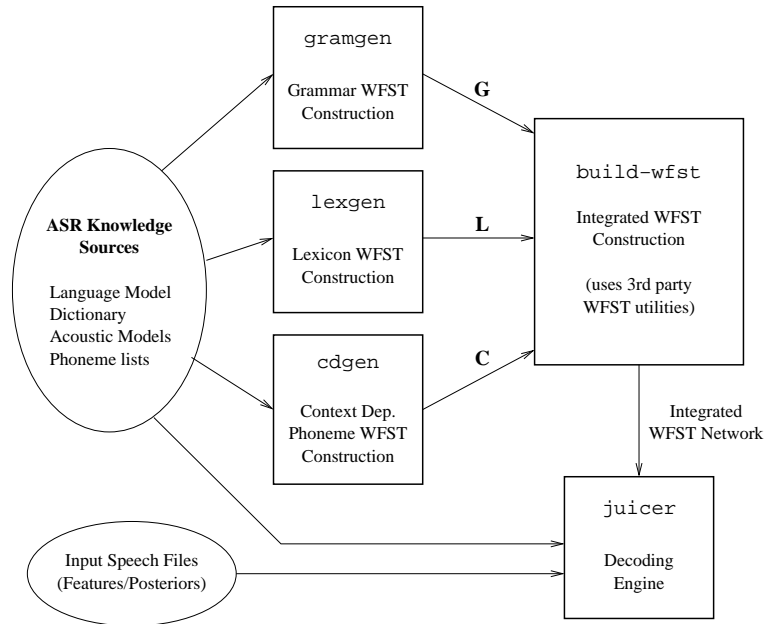 gramgen
Grammar WFST
Construction
G
ASR Knowledge
Sources
Language Model
Dictionary
Acoustic Models
Phoneme lists
lexgen
Lexicon WFST
Construction
L
cdgen
Context Dep.
Phoneme WFST
Construction
C
build-wfst
Integrated WFST
Construction
(uses 3rd party
WFST utilities)
Integrated
WFST Network
Input Speech Files
(Features/Posteriors)
juicer
Decoding
Engine